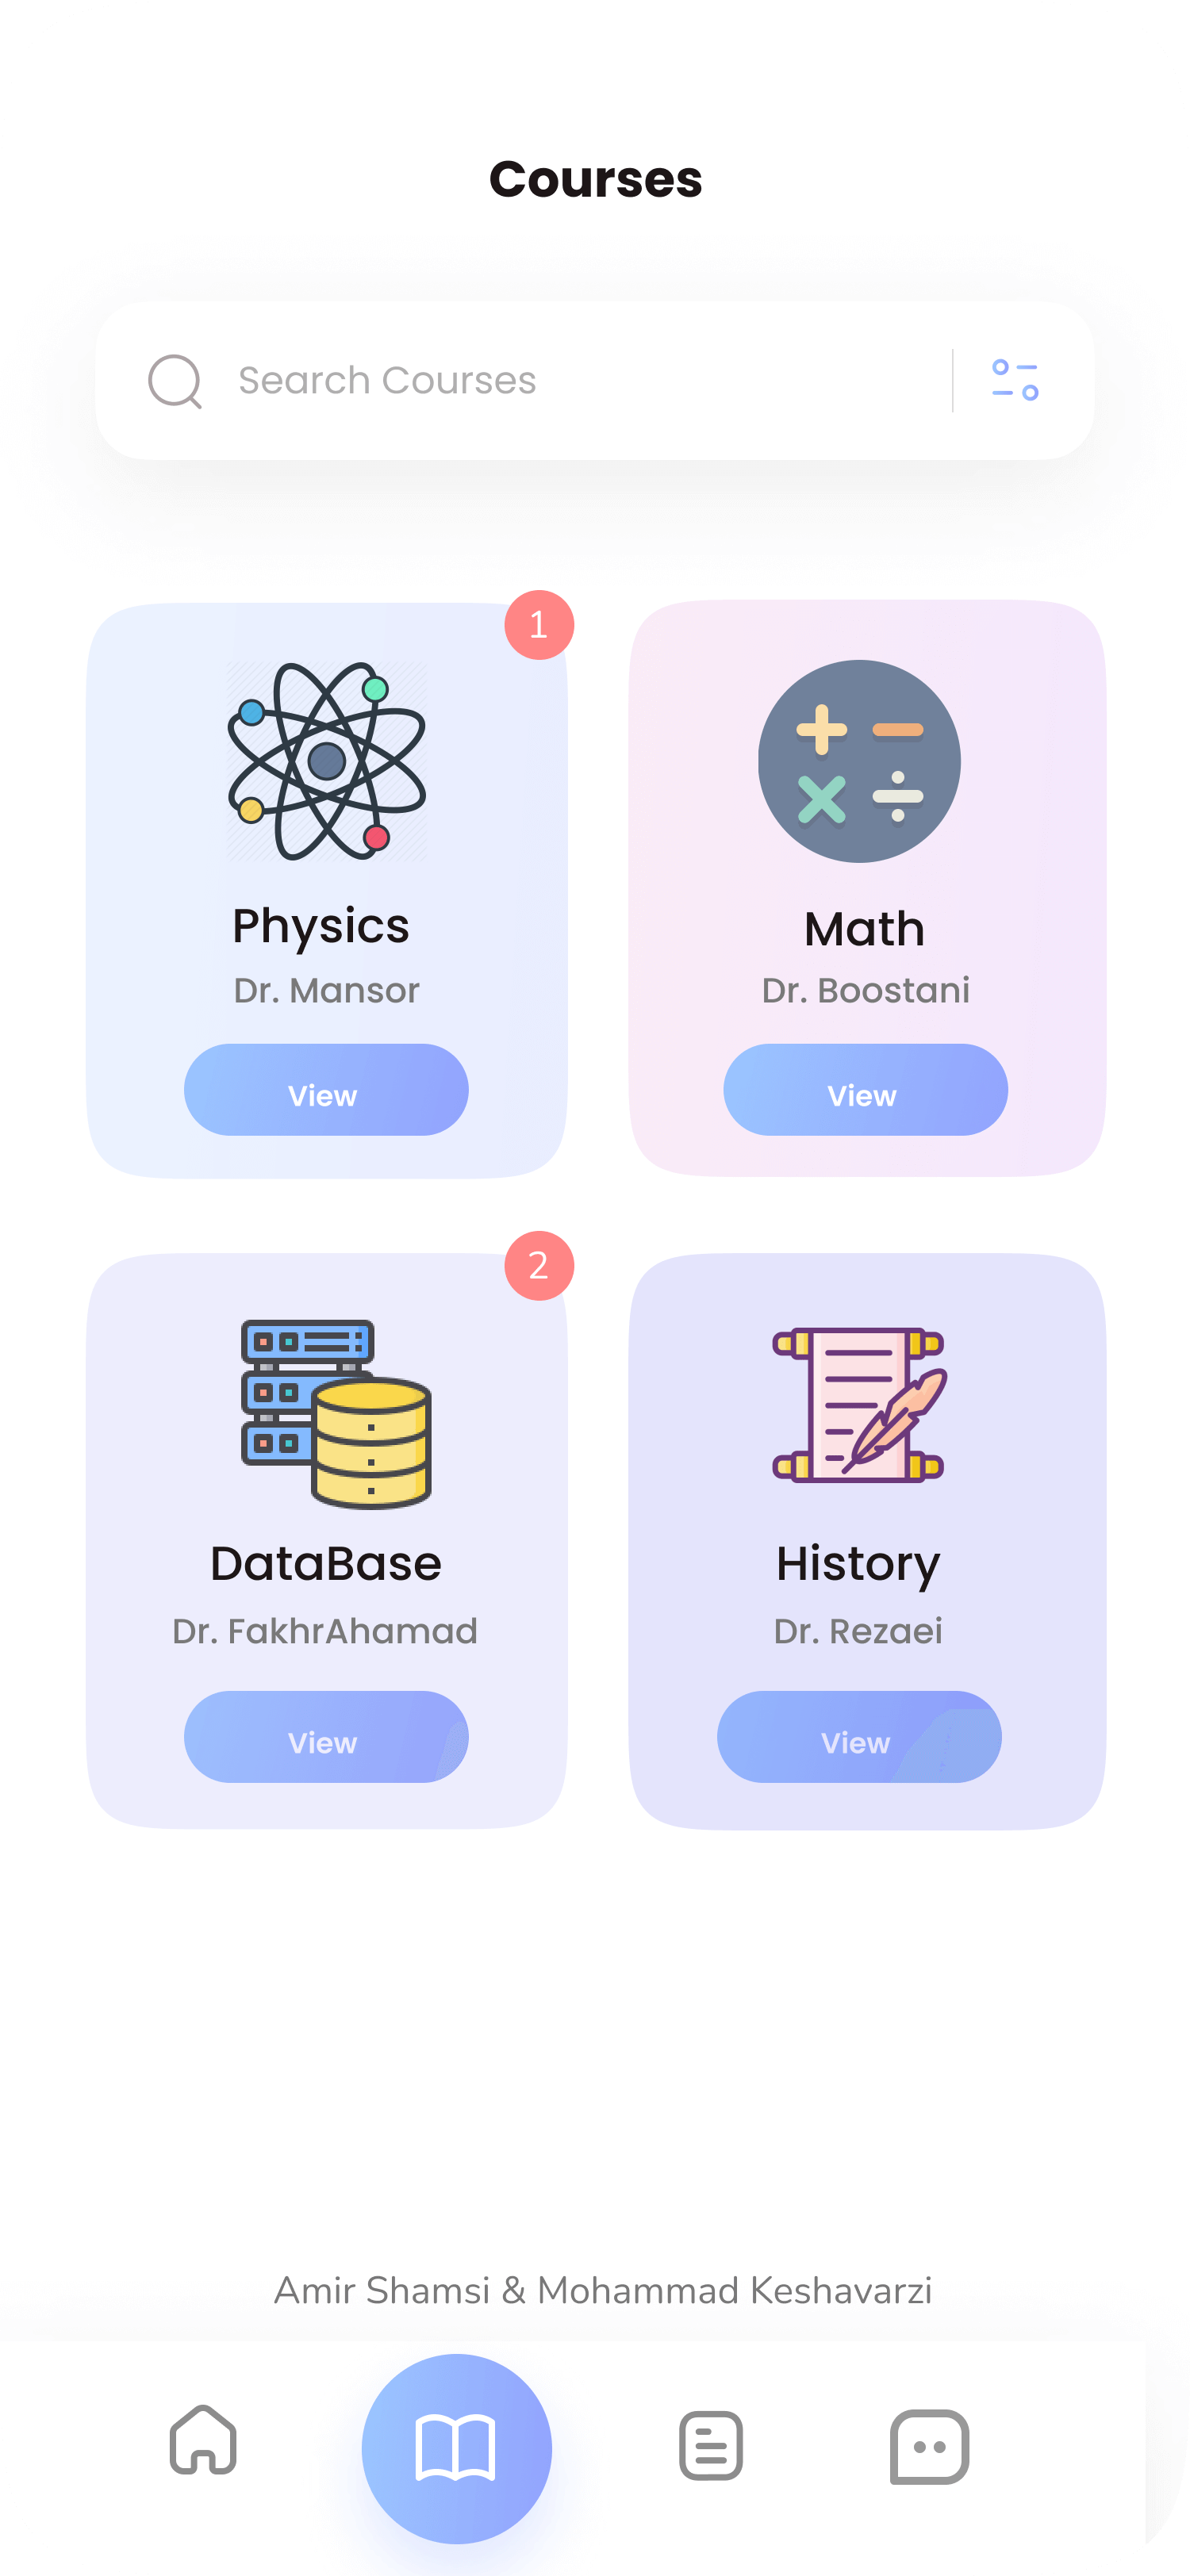 Courses
Search Courses
1
Physics
Dr. Mansor
View
Math
Dr. Boostani
View
2
DataBase
Dr. FakhrAhamad
View
History
Dr. Rezaei
View
Amir Shamsi & Mohammad Keshavarzi